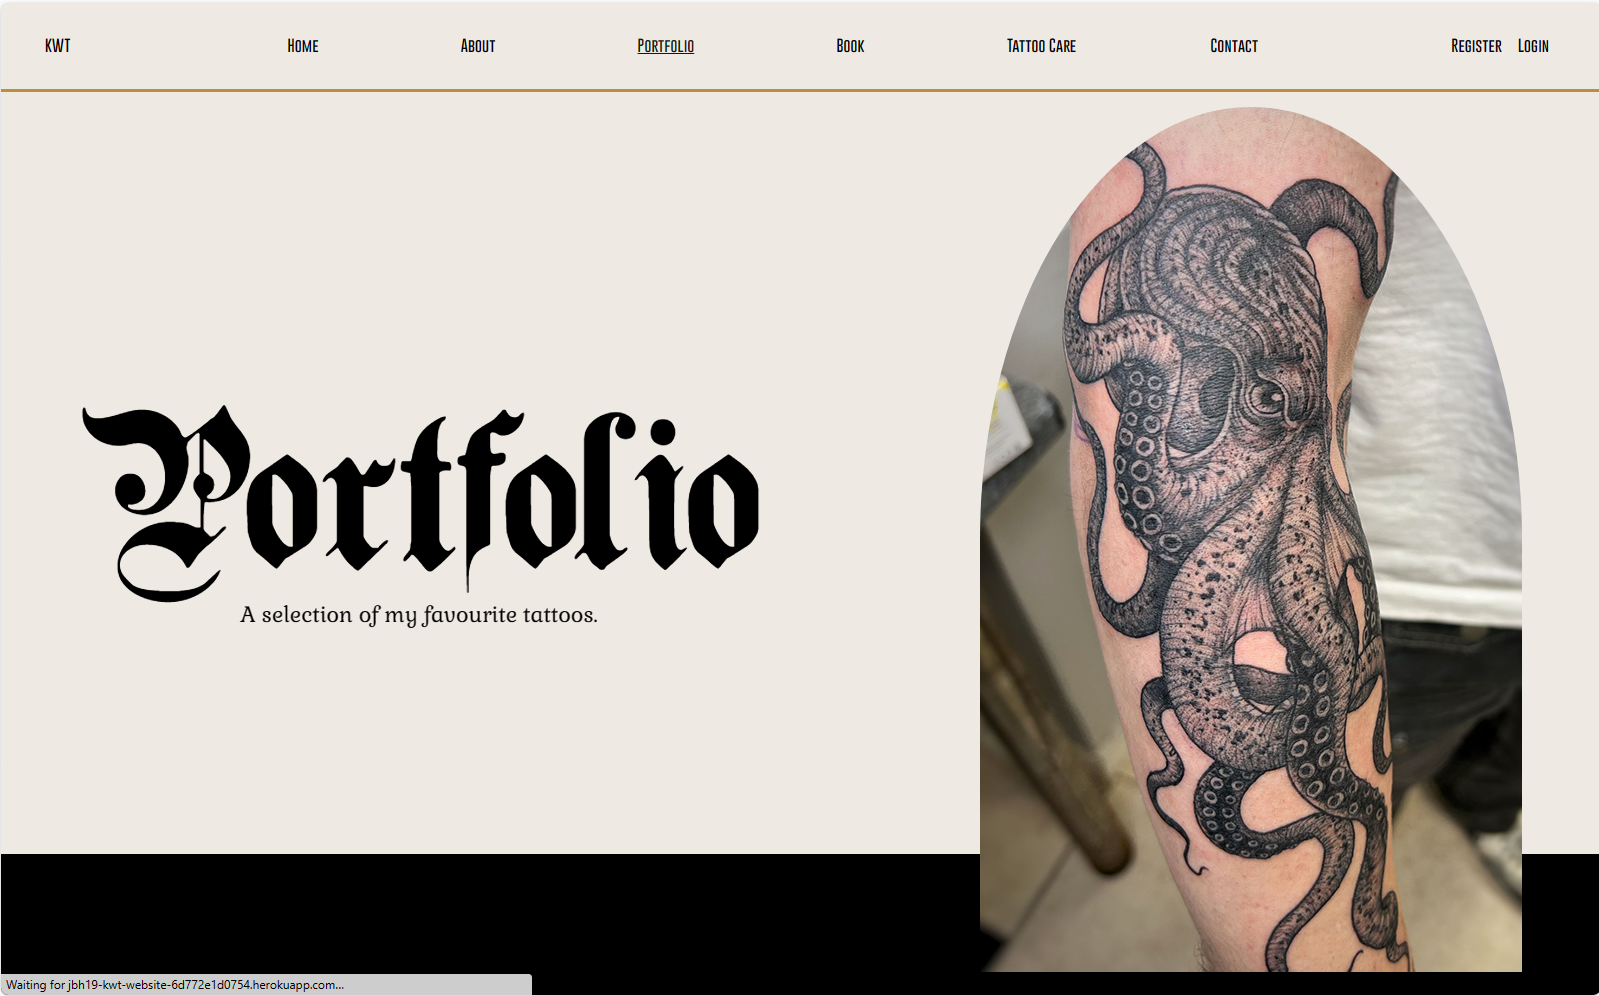 KWT Home About Portfolio Book Tattoo Care Contact Register Login
Portfolio
A selection of my favourite tattoos.
Waiting for jbh19-kwt-website-6d772e1d0754.herokuapp.com...